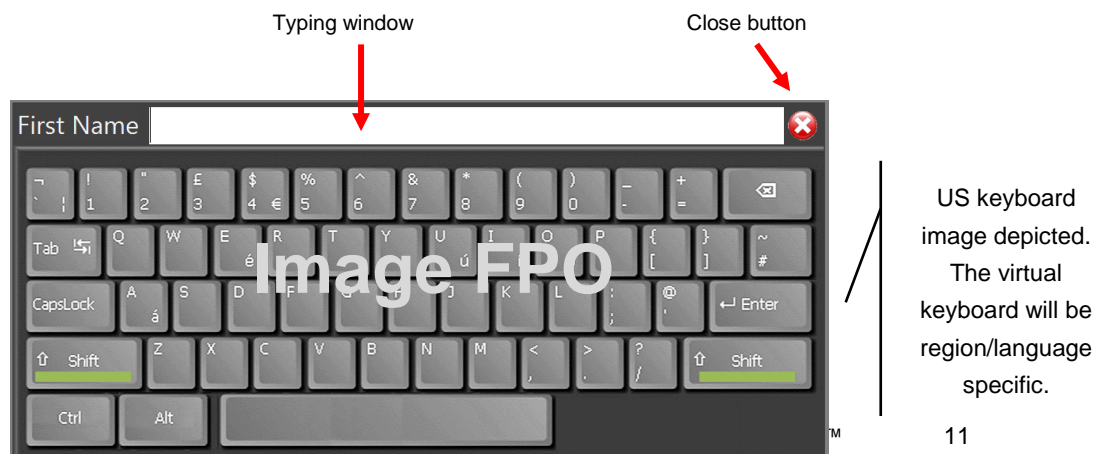 Typing window Close button
First Name
¬ ` ¦ ! 1 " 2 £ 3 $ 4 € % 5 ^ 6 & 7 * 8 ( 9 ) 0 _ - + =
Tab Q W E é R T Y U ú I O P { [ } ] ~ #
Image FPO
CapsLock A á S D F G H J K L : ; @ ' Enter
Shift Z X C V B N M < , > . ? / Shift
Ctrl Alt
US keyboard
image depicted.
The virtual
keyboard will be
region/language
specific.
™ 11